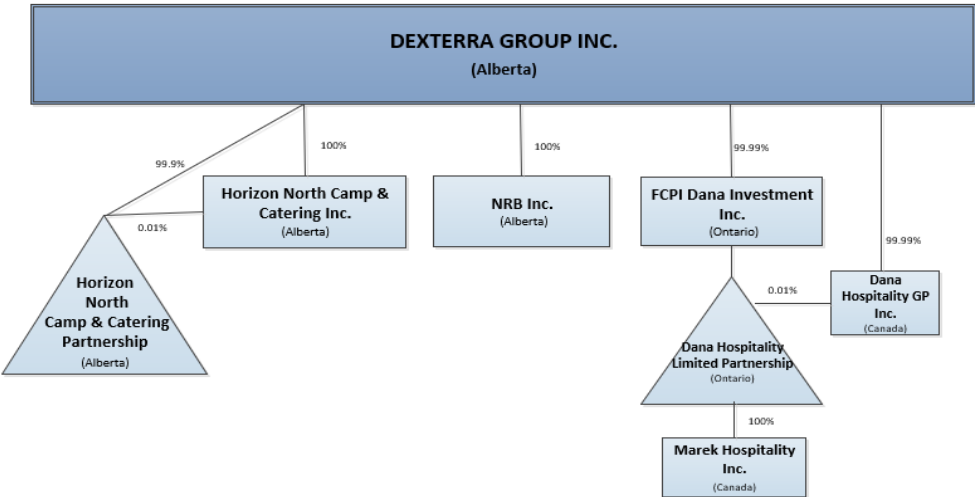 DEXTERRA GROUP INC.
(Alberta)
99.9%
100%
100%
99.99%
99.99%
Horizon North Camp &
Catering Inc.
(Alberta)
NRB Inc.
(Alberta)
FCPI Dana Investment
Inc.
(Ontario)
0.01%
Horizon
North
Camp & Catering
Partnership
(Alberta)
0.01%
Dana
Hospitality GP
Inc.
(Canada)
Dana Hospitality
Limited Partnership
(Ontario)
100%
Marek Hospitality
Inc.
(Canada)